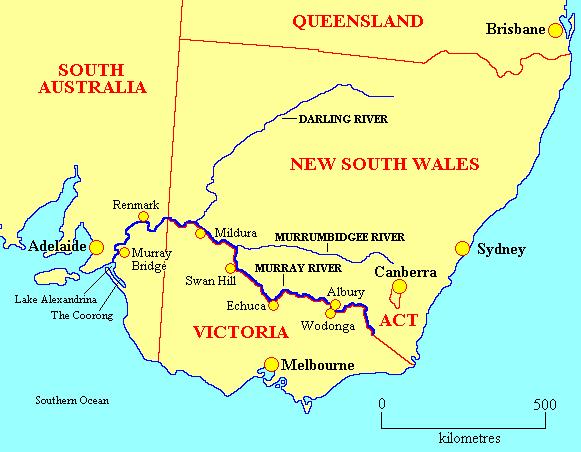 QUEENSLAND
Brisbane
SOUTH
AUSTRALIA
DARLING RIVER
NEW SOUTH WALES
Renmark
Mildura
MURRUMBIDGEE RIVER
Adelaide
Murray
Bridge
Sydney
MURRAY RIVER
Canberra
Swan Hill
Lake Alexandrina
The Coorong
Echuca
Albury
Wodonga
ACT
VICTORIA
Melbourne
Southern Ocean
0 500
kilometres